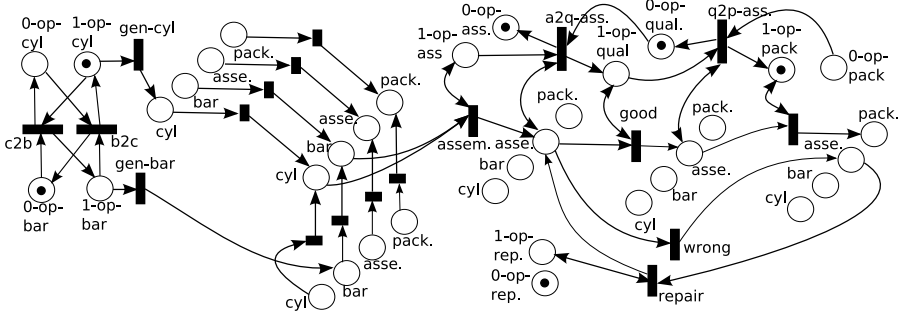 0-op-
cyl
1-op-
cyl
gen-cyl
cyl
c2b
b2c
gen-bar
0-op-
bar
1-op-
bar
pack.
pack.
asse.
bar
pack.
asse.
bar
cyl
pack.
asse.
bar
cyl
1-op-
ass
0-op-
ass.
a2q-ass.
1-op-
qual
0-op-
qual.
q2p-ass.
1-op-
pack
0-op-
pack
assem.
asse.
pack.
bar
cyl
good
pack.
asse.
bar
cyl
pack.
asse.
bar
cyl
wrong
repair
1-op-
rep.
0-op-
rep.